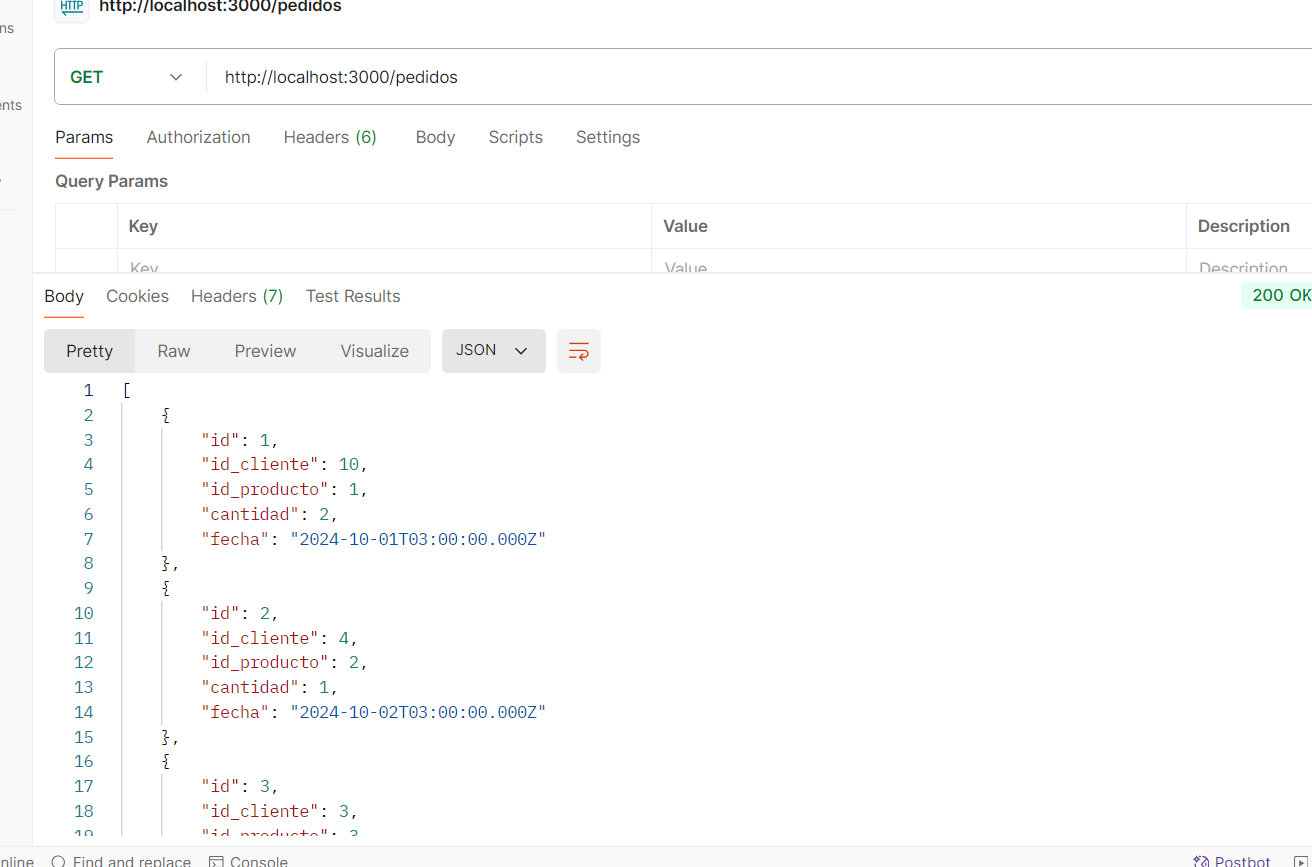 HTTP http://localhost:3000/pedidos
ns
GET http://localhost:3000/pedidos
ents
Params Authorization Headers (6) Body Scripts Settings
Query Params
Key Value Description
Key Value Description
Body Cookies Headers (7) Test Results 200 OK
Pretty Raw Preview Visualize JSON
1 [
2 {
3 "id": 1,
4 "id_cliente": 10,
5 "id_producto": 1,
6 "cantidad": 2,
7 "fecha": "2024-10-01T03:00:00.000Z"
8 },
9 {
10 "id": 2,
11 "id_cliente": 4,
12 "id_producto": 2,
13 "cantidad": 1,
14 "fecha": "2024-10-02T03:00:00.000Z"
15 },
16 {
17 "id": 3,
18 "id_cliente": 3,
19 "id_producto": 3
nline Find and replace Console Postbot